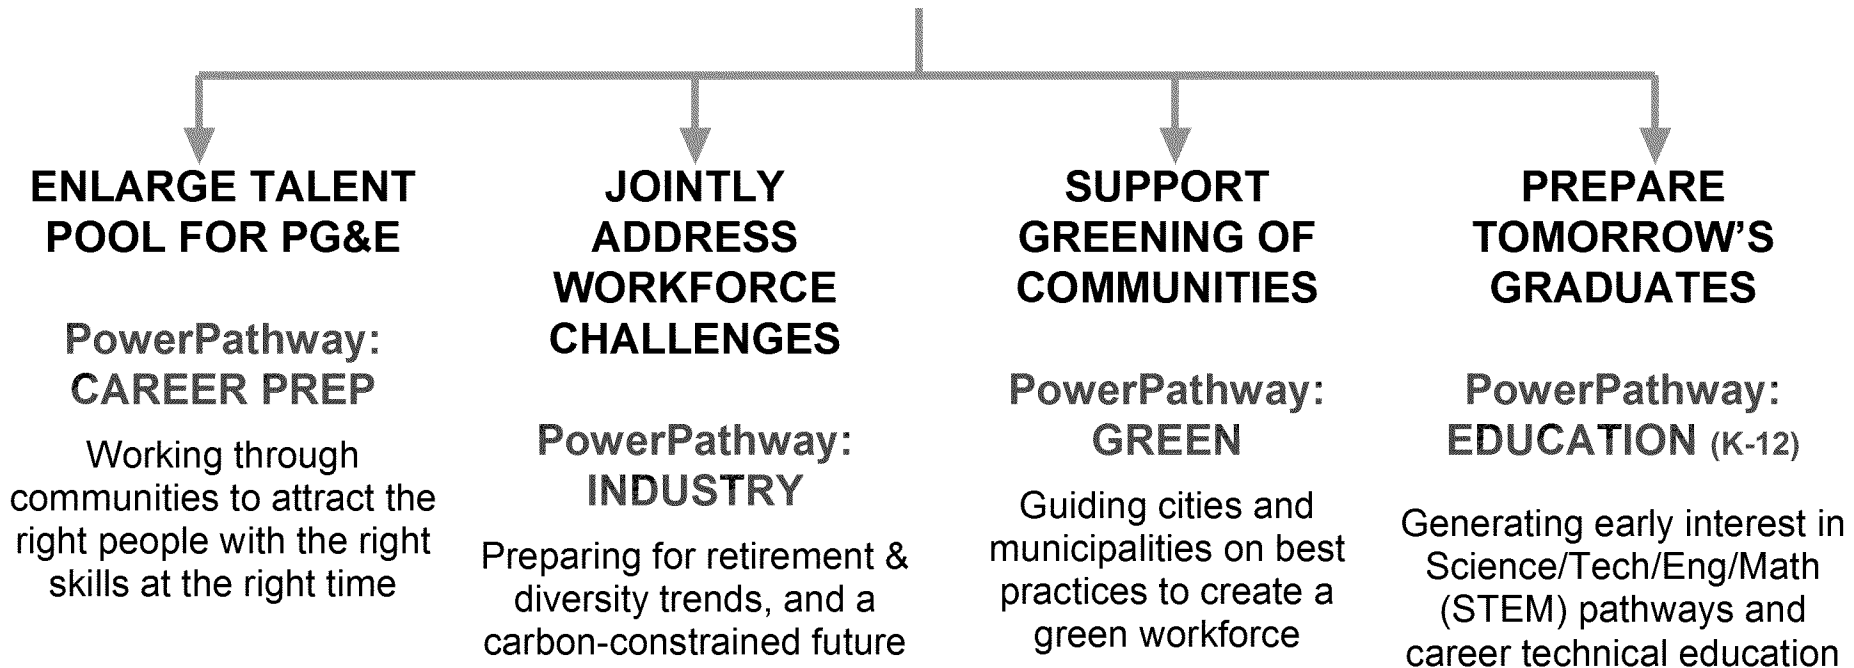 ENLARGE TALENT
POOL FOR PG&E
PowerPathway:
CAREER PREP
Working through
communities to attract the
right people with the right
skills at the right time
JOINTLY
ADDRESS
WORKFORCE
CHALLENGES
PowerPathway:
INDUSTRY
Preparing for retirement &
diversity trends, and a
carbon-constrained future
SUPPORT
GREENING OF
COMMUNITIES
PowerPathway:
GREEN
Guiding cities and
municipalities on best
practices to create a
green workforce
PREPARE
TOMORROW'S
GRADUATES
PowerPathway:
EDUCATION (K-12)
Generating early interest in
Science/Tech/Eng/Math
(STEM) pathways and
career technical education